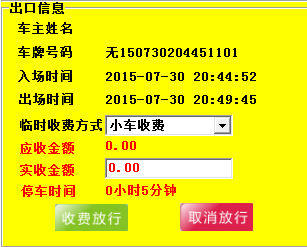 出口信息
车主姓名
车牌号码 无150730204451101
入场时间 2015-07-30 20:44:52
出场时间 2015-07-30 20:49:45
临时收费方式 小车收费
应收金额 0.00
实收金额 0.00
停车时间 0小时5分钟
收费放行 取消放行